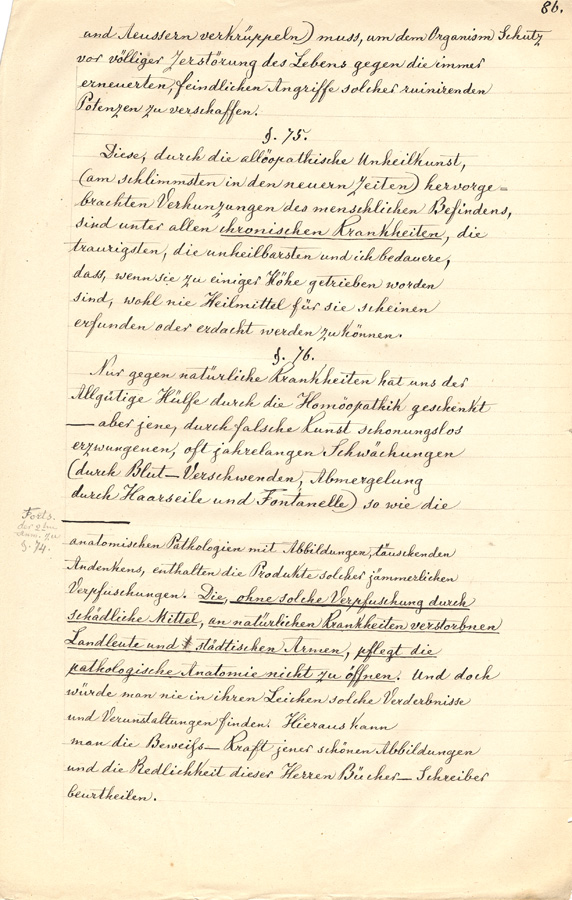 86.
und Aeussern verkrüppeln) muss, um dem Organism Schutz
vor völliger Zerstörung des Lebens gegen die immer
erneuerten, feindlichen Angriffe solcher ruinirenden
Potenzen zu verschaffen.
§. 75.
Diese, durch die allöopathische Unheilkunst,
(am schlimmsten in den neuern Zeiten) hervorge-
brachten Verhunzungen des menschlichen Befindens,
sind unter allen chronischen Krankheiten, die
traurigsten, die unheilbarsten und ich bedauere,
dass, wenn sie zu einiger Höhe getrieben worden
sind, wohl nie Heilmittel für sie scheinen
erfunden oder erdacht werden zu können.
§. 76.
Nur gegen natürliche Krankheiten hat uns der
Allgütige Hülfe durch die Homöopathik geschenkt
— aber jene, durch falsche Kunst schonungslos
erzwungenen, oft jahrelangen Schwächungen
(durch Blut—Verschwenden, Abmergelung
durch Haarseile und Fontanelle) so wie die
Forts.
der 2ten
Anm. zu
§. 74.
anatomischen Pathologien mit Abbildungen, täuschenden
Andenkens, enthalten die Produkte solcher jämmerlichen
Verpfuschungen. Die, ohne solche Verpfuschung durch
schädliche Mittel, an natürlichen Krankheiten verstorbnen
Landleute und städtischen Armen, pflegt die
pathologische Anatomie nicht zu öffnen. Und doch
würde man nie in ihren Leichen solche Verderbnisse
und Verunstaltungen finden. Hieraus kann
man die Beweifs—Kraft jener schönen Abbildungen
und die Redlichkeit dieser Herren Bücher—Schreiber
beurtheilen.